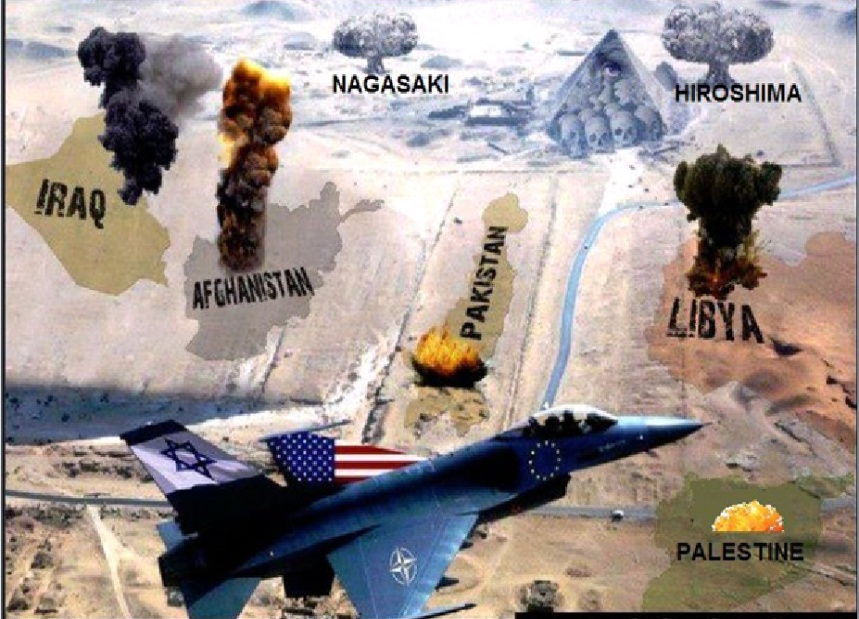 NAGASAKI
HIROSHIMA
IRAQ
AFGHANISTAN
PAKISTAN
LIBYA
PALESTINE